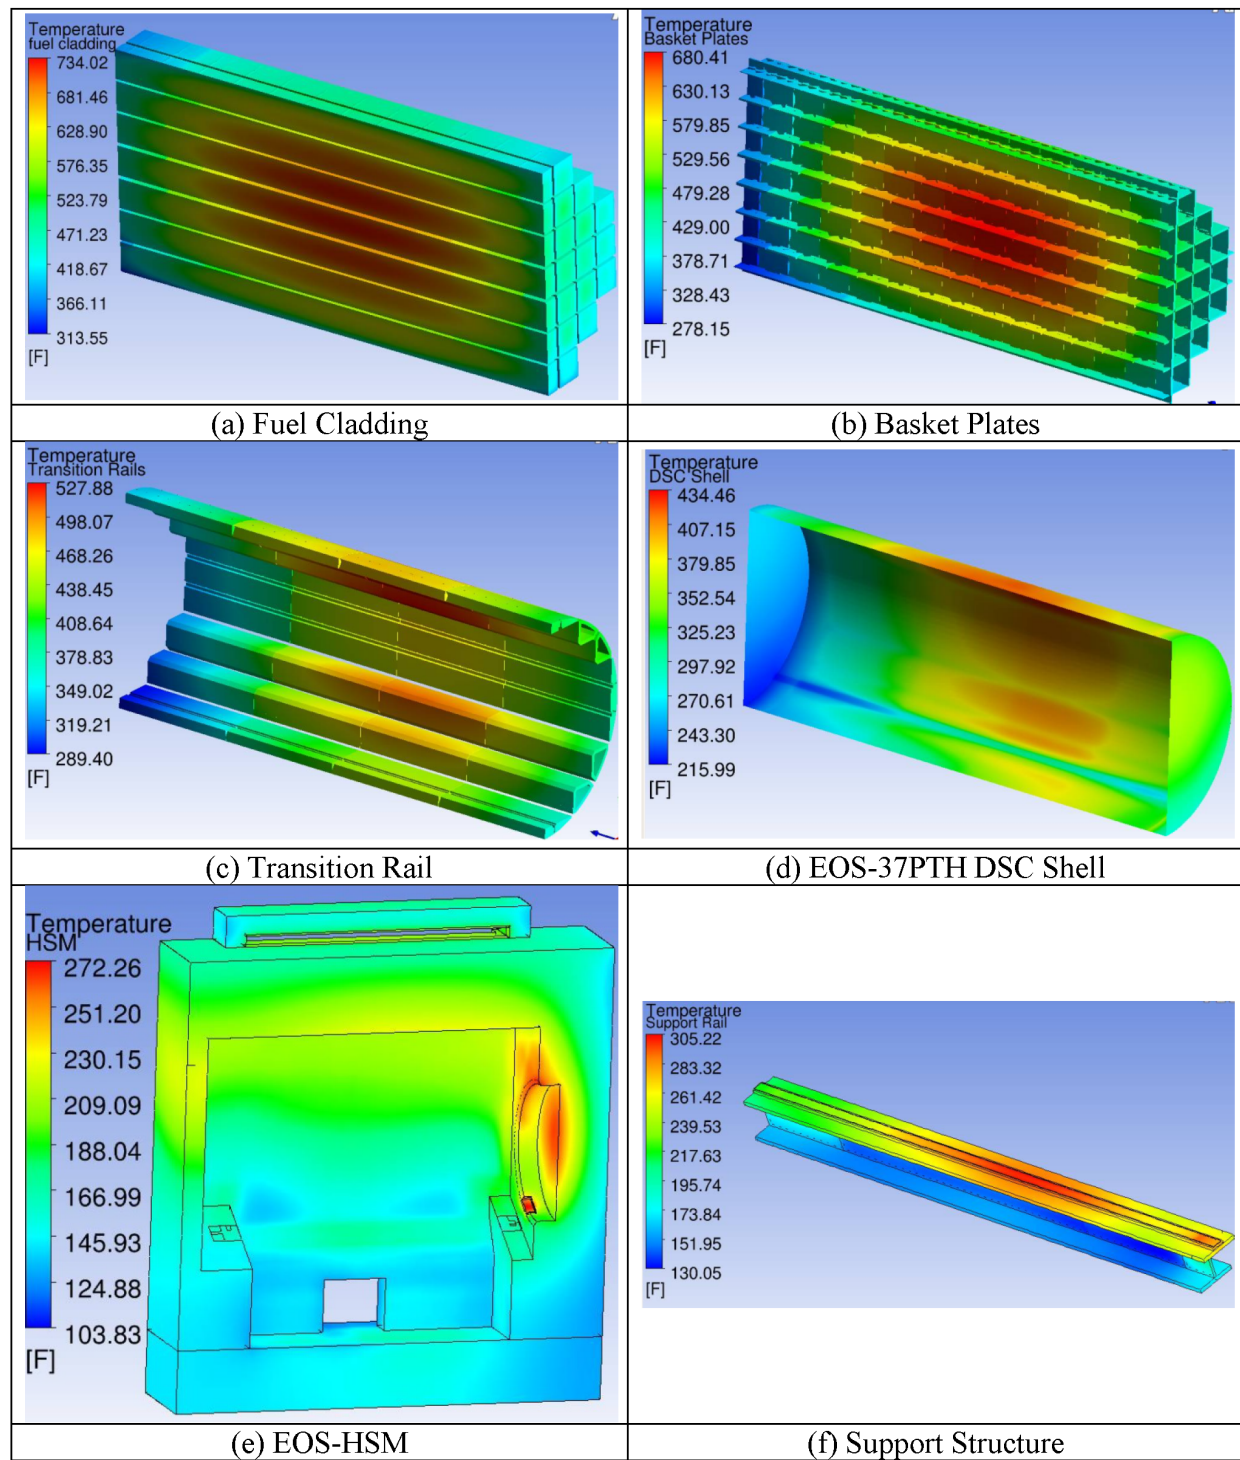 Temperature
fuel cladding
734.02
681.46
628.90
576.35
523.79
471.23
418.67
366.11
313.55
[F]
(a) Fuel Cladding
Temperature
Basket Plates
680.41
630.13
579.85
529.56
479.28
429.00
378.71
328.43
278.15
[F]
(b) Basket Plates
Temperature
Transition Rails
527.88
498.07
468.26
438.45
408.64
378.83
349.02
319.21
289.40
[F]
(c) Transition Rail
Temperature
DSC Shell
434.46
407.15
379.85
352.54
325.23
297.92
270.61
243.30
215.99
[F]
(d) EOS-37PTH DSC Shell
Temperature
HSM
272.26
251.20
230.15
209.09
188.04
166.99
145.93
124.88
103.83
[F]
(e) EOS-HSM
Temperature
Support Rail
305.22
283.32
261.42
239.53
217.63
195.74
173.84
151.95
130.05
[F]
(f) Support Structure